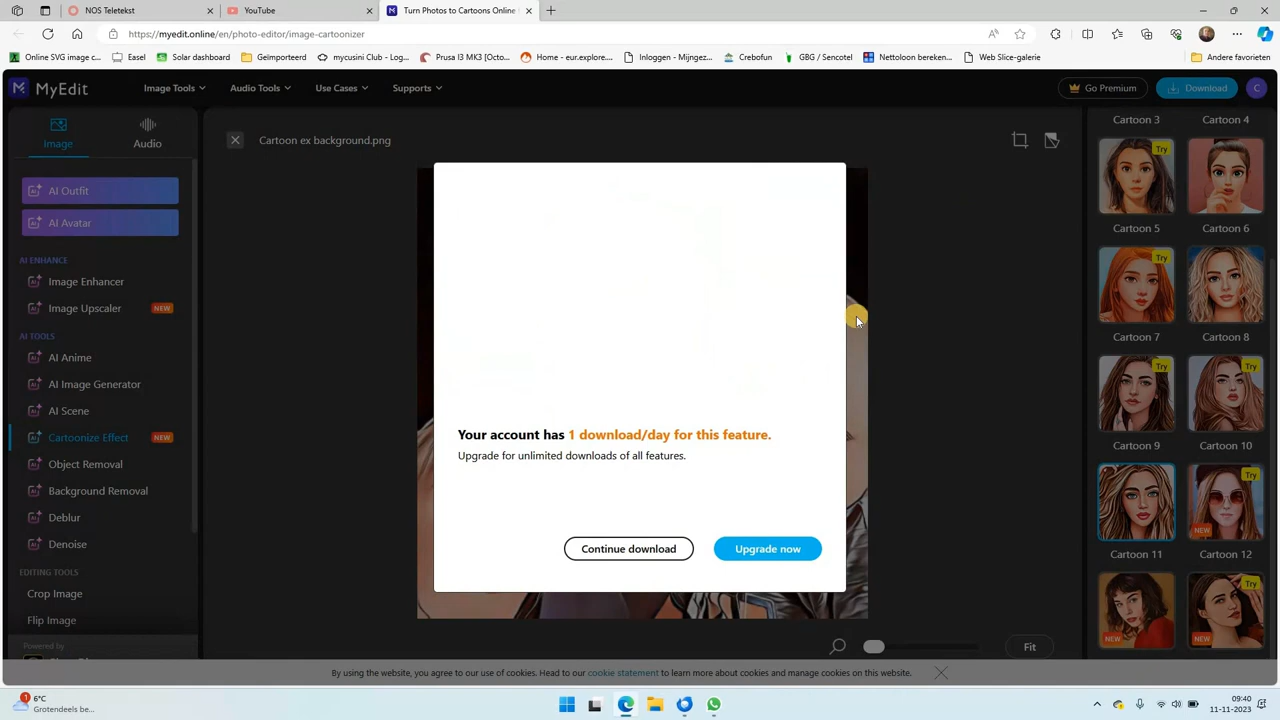 NOS Teletekst
YouTube
Turn Photos to Cartoons Online
https://myedit.online/en/photo-editor/image-cartoonizer
Online SVG image c...
Easel
Solar dashboard
Geïmporteerd
mycusini Club - Log...
Prusa I3 MK3 [Octo...
Home - eur.explore....
Inloggen - Mijngez...
Crebofun
GBG / Sencotel
Nettoloon bereken...
Web Slice-galerie
Andere favorieten
MyEdit
Image Tools
Audio Tools
Use Cases
Supports
Go Premium
Download
C
Image
Audio
Cartoon ex background.png
AI Outfit
AI Avatar
AI ENHANCE
Image Enhancer
Image Upscaler NEW
AI TOOLS
AI Anime
AI Image Generator
AI Scene
Cartoonize Effect NEW
Object Removal
Background Removal
Deblur
Denoise
EDITING TOOLS
Crop Image
Flip Image
Powered by
Your account has 1 download/day for this feature.
Upgrade for unlimited downloads of all features.
Continue download
Upgrade now
Cartoon 3
Cartoon 4
Try
Cartoon 5
Cartoon 6
Try
Cartoon 7
Cartoon 8
Try
Try
Cartoon 9
Cartoon 10
Try
NEW
Cartoon 11
Cartoon 12
Try
NEW
NEW
Fit
By using the website, you agree to our use of cookies. Head to our cookie statement to learn more about cookies and manage cookies on this website.
1
6°C
Grotendeels be...
09:40
11-11-2023